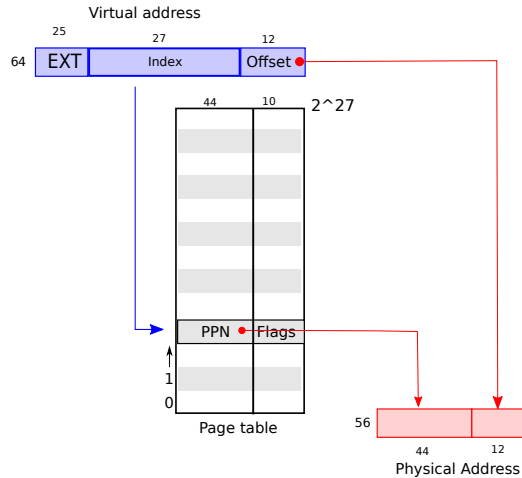 Virtual address
25 27 12
64 EXT Index Offset
44 10 2^27
PPN Flags
1
0
Page table
56
44 12
Physical Address